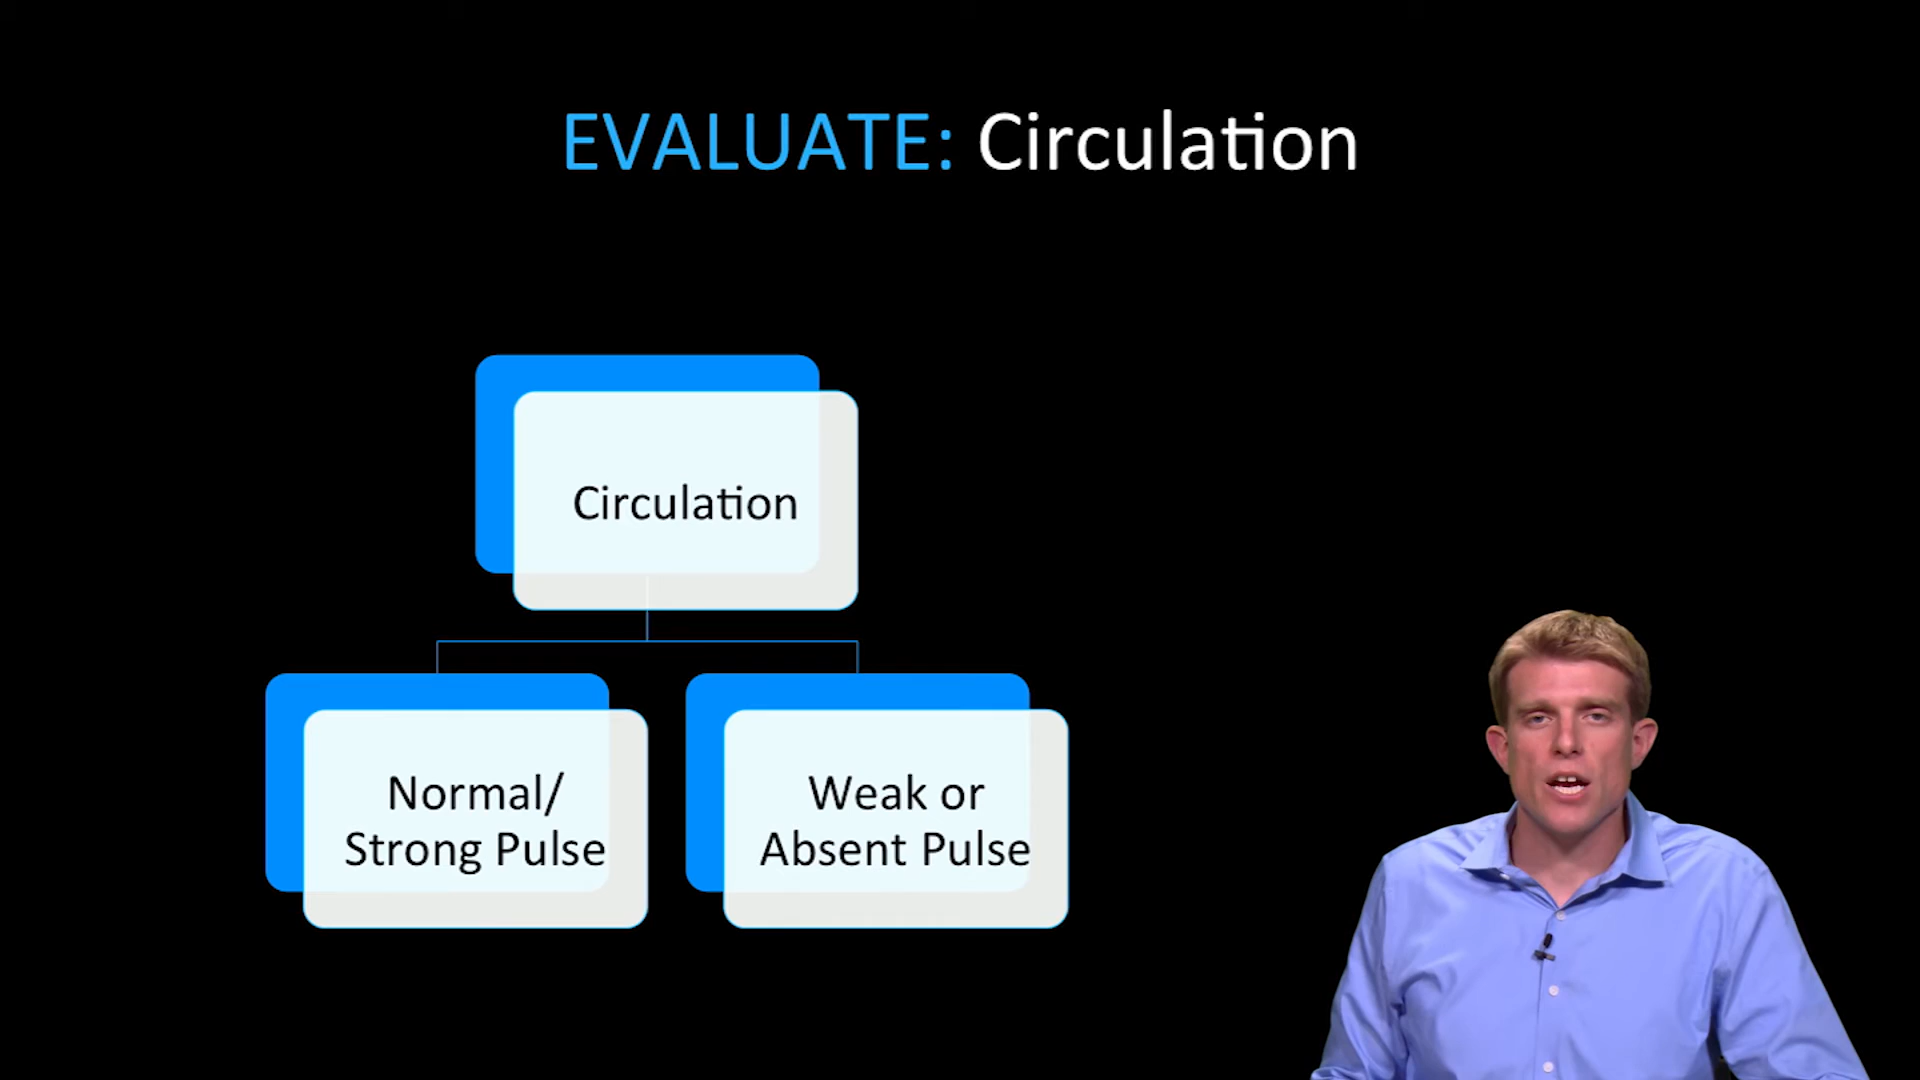 EVALUATE: Circulation
Circulation
Normal/
Strong Pulse
Weak or
Absent Pulse